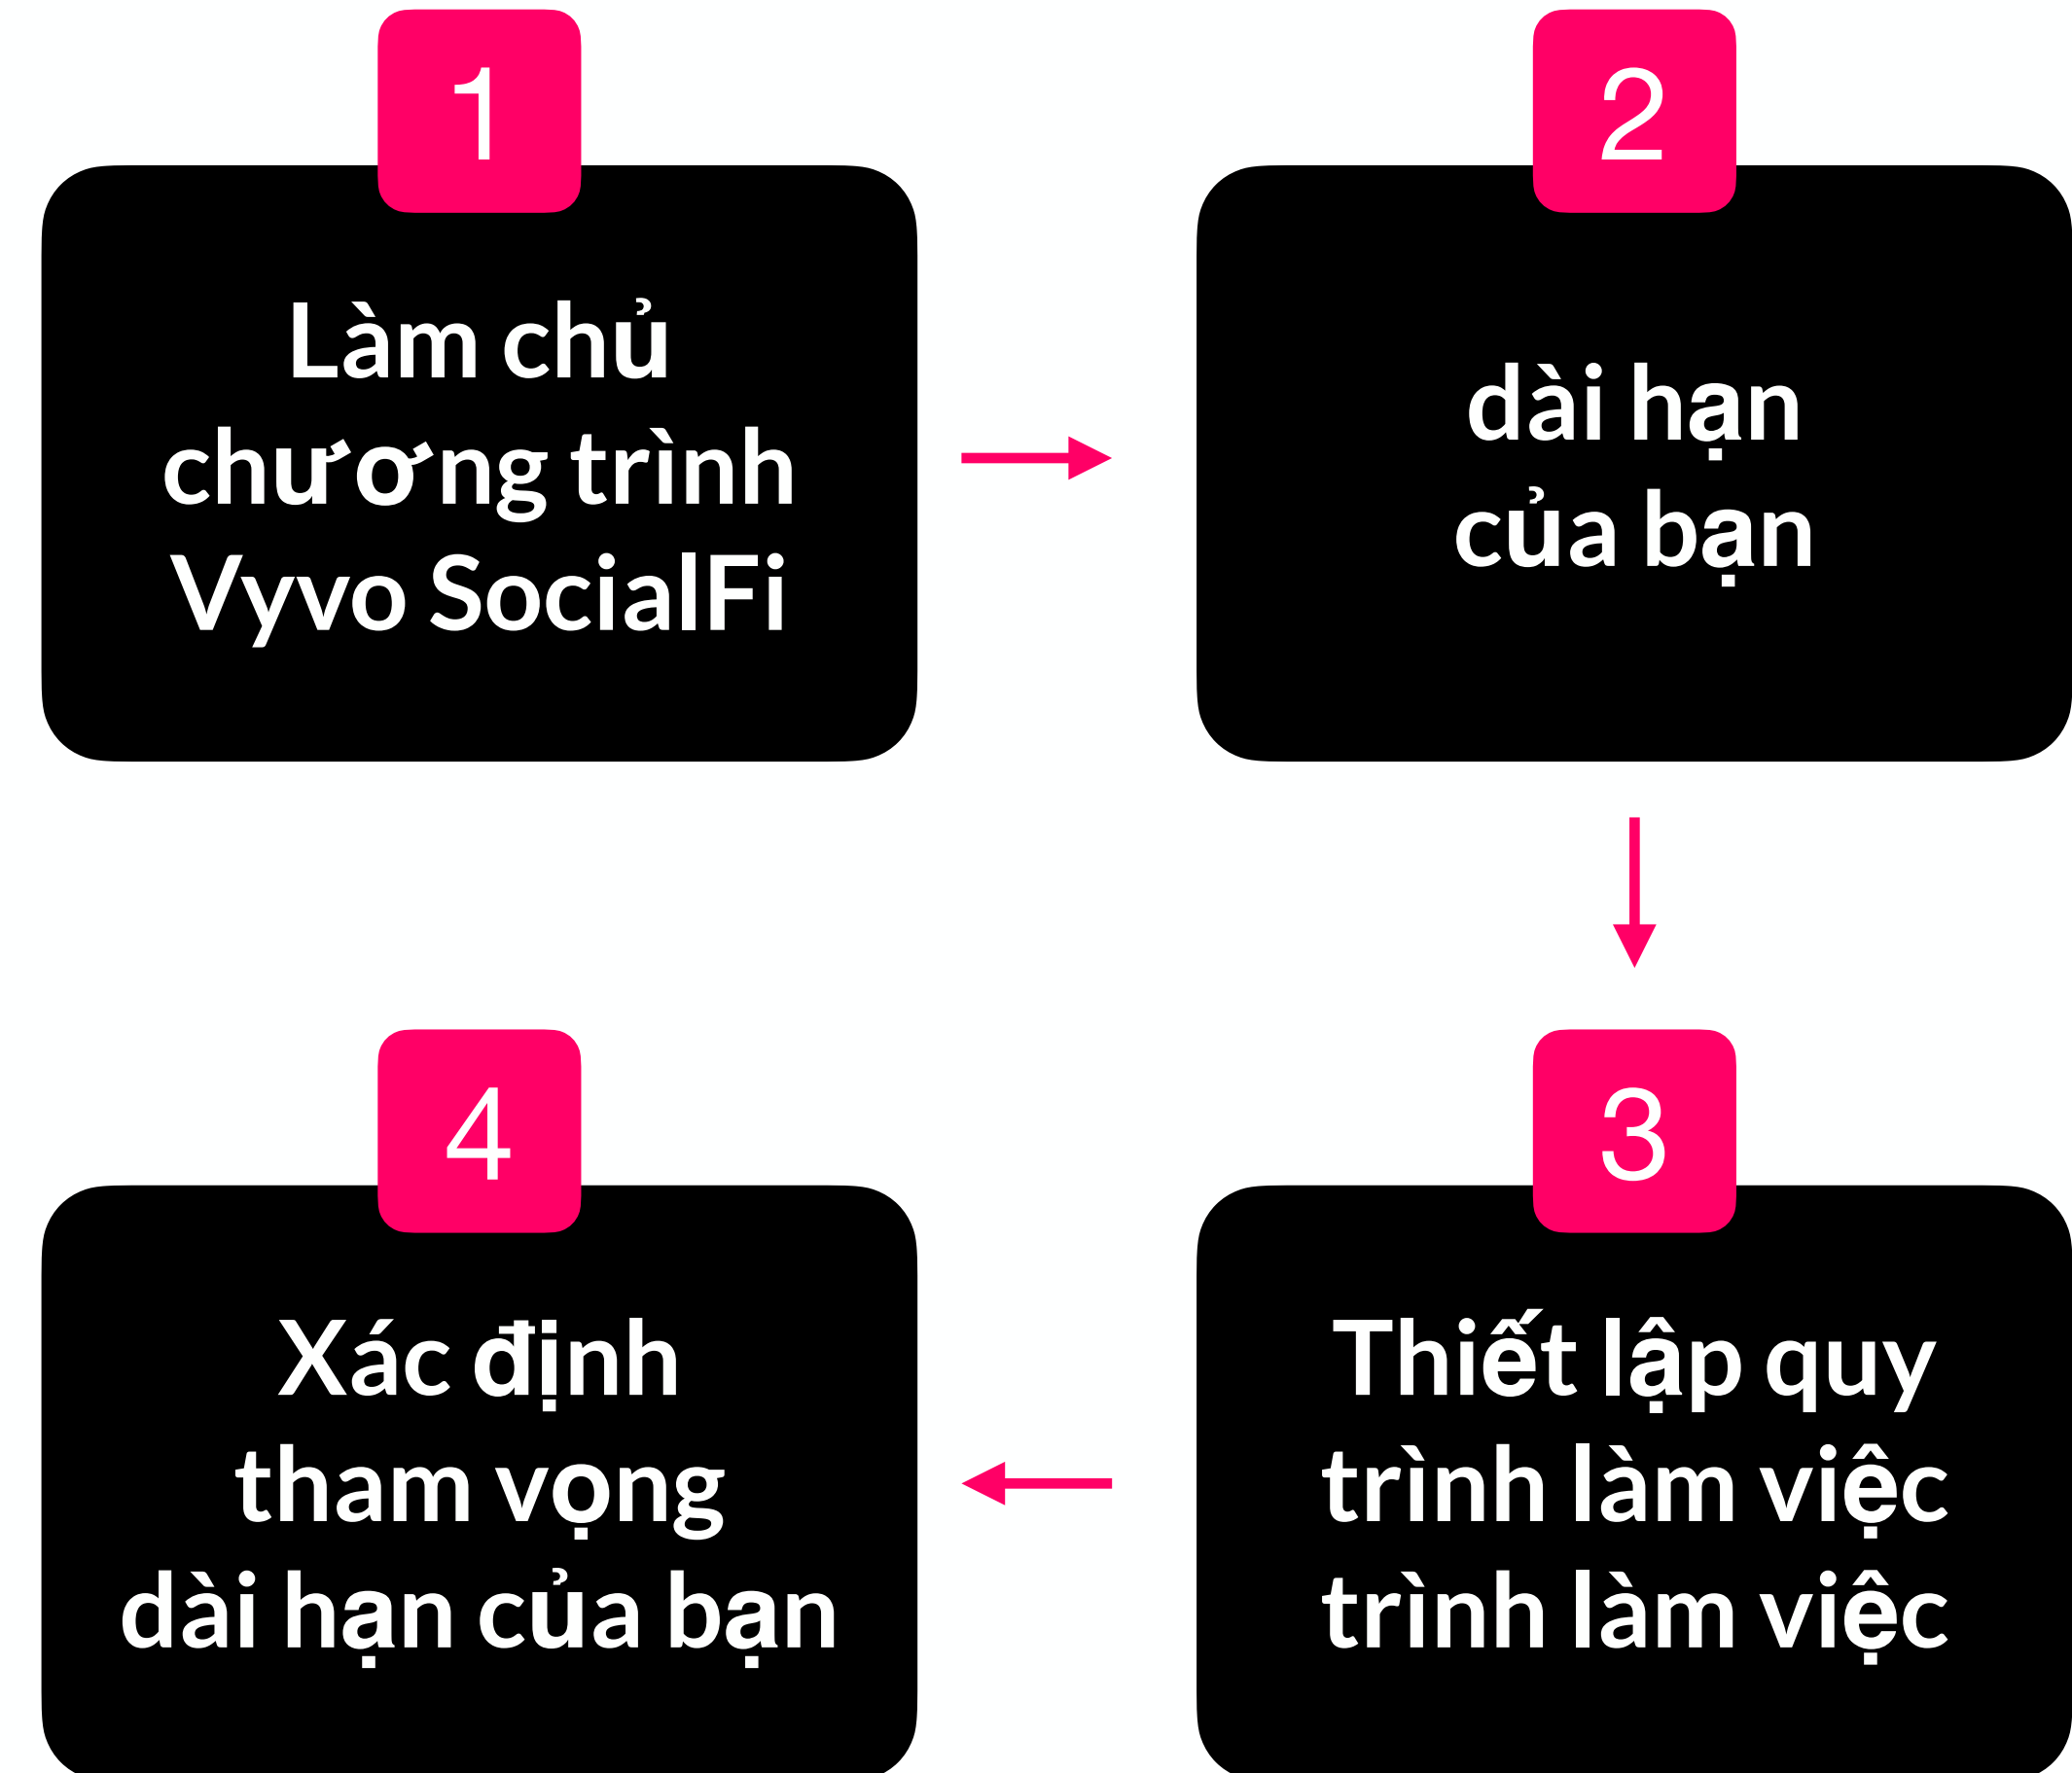 1
Làm chủ
chương trình
Vyvo SocialFi
2
dài hạn
của bạn
3
Thiết lập quy
trình làm việc
trình làm việc
4
Xác định
tham vọng
dài hạn của bạn